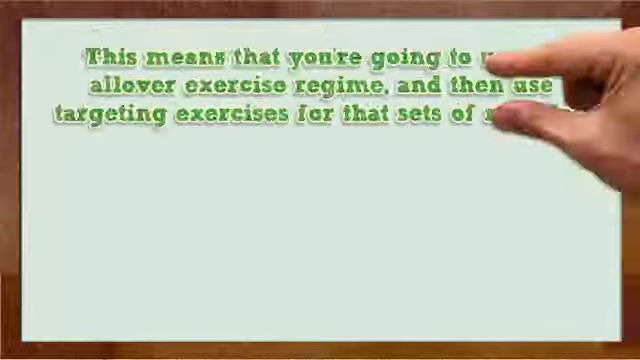 This means that you're going to
allover exercise regime, and then use
targeting exercises for that sets of